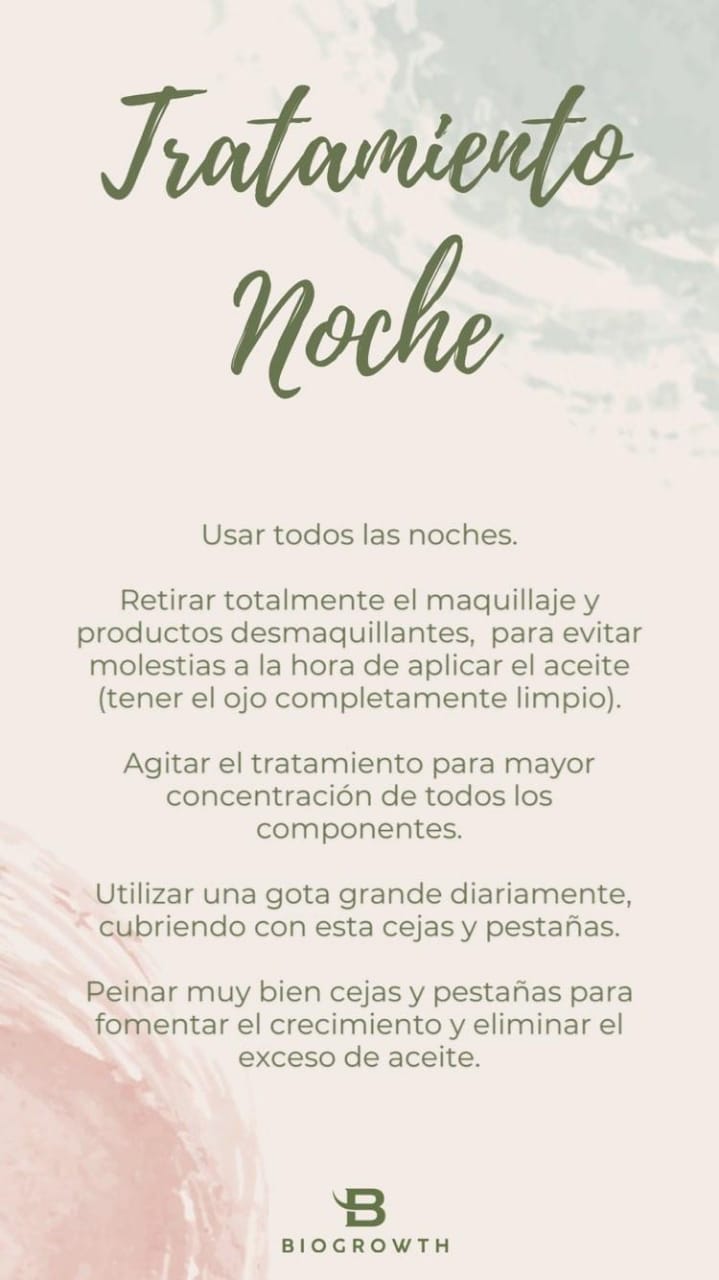 Tratamiento
Noche
Usar todos las noches.
Retirar totalmente el maquillaje y
productos desmaquillantes,  para evitar
molestias a la hora de aplicar el aceite
(tener el ojo completamente limpio).
Agitar el tratamiento para mayor
concentración de todos los
componentes.
Utilizar una gota grande diariamente,
cubriendo con esta cejas y pestañas.
Peinar muy bien cejas y pestañas para
fomentar el crecimiento y eliminar el
exceso de aceite.
B
BIOGROWTH